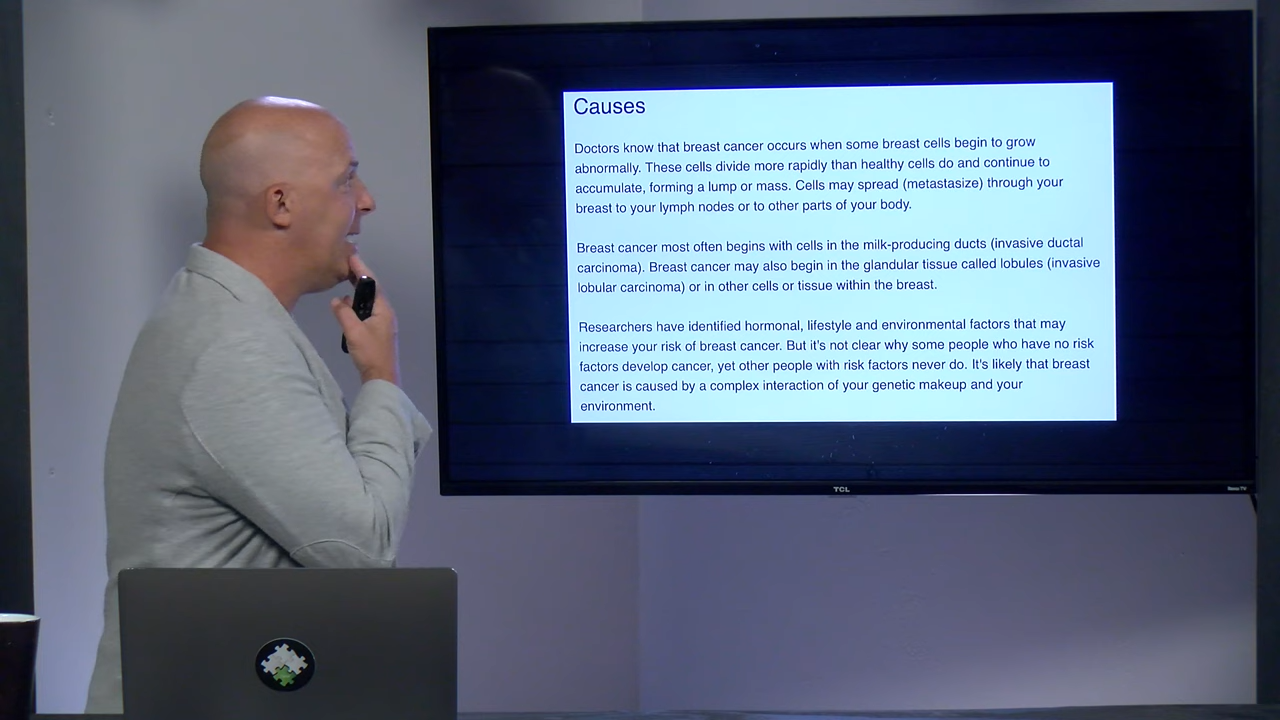 Causes
Doctors know that breast cancer occurs when some breast cells begin to grow
abnormally. These cells divide more rapidly than healthy cells do and continue to
accumulate, forming a lump or mass. Cells may spread (metastasize) through your
breast to your lymph nodes or to other parts of your body.
Breast cancer most often begins with cells in the milk-producing ducts (invasive ductal
carcinoma). Breast cancer may also begin in the glandular tissue called lobules (invasive
lobular carcinoma) or in other cells or tissue within the breast.
Researchers have identified hormonal, lifestyle and environmental factors that may
increase your risk of breast cancer. But it's not clear why some people who have no risk
factors develop cancer, yet other people with risk factors never do. It's likely that breast
cancer is caused by a complex interaction of your genetic makeup and your
environment.
TCL
Roku TV